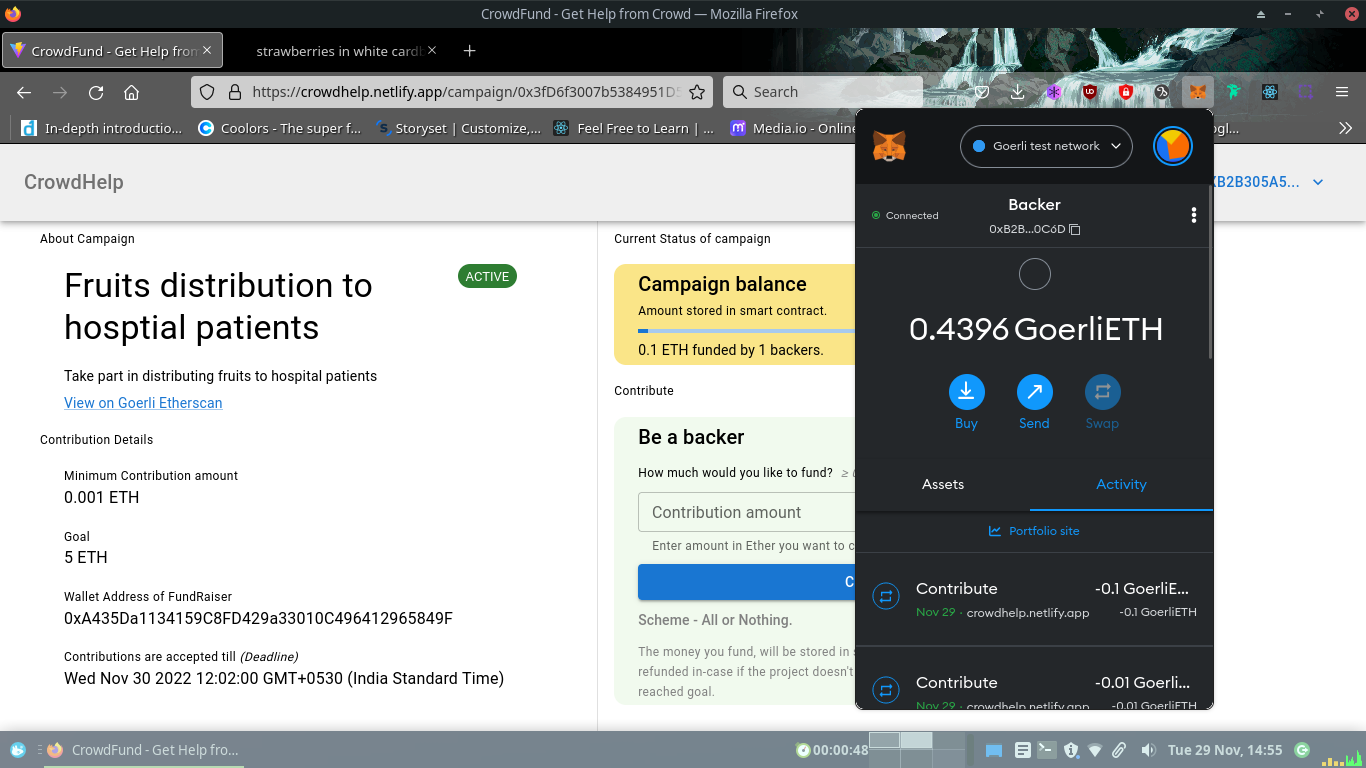 CrowdFund - Get Help from Crowd — Mozilla Firefox
CrowdFund - Get Help from
strawberries in white cardb
https://crowdhelp.netlify.app/campaign/0x3fD6f3007b5384951D
Search
In-depth introductio...
Coolors - The super f...
Storyset | Customize,...
Feel Free to Learn | ...
Media.io - Online
ogl...
CrowdHelp
XB2B305A5...
About Campaign
Fruits distribution to
hosptial patients
ACTIVE
Take part in distributing fruits to hospital patients
View on Goerli Etherscan
Contribution Details
Minimum Contribution amount
0.001 ETH
Goal
5 ETH
Wallet Address of FundRaiser
0xA435Da1134159C8FD429a33010C496412965849F
Contributions are accepted till (Deadline)
Wed Nov 30 2022 12:02:00 GMT+0530 (India Standard Time)
Current Status of campaign
Campaign balance
Amount stored in smart contract.
0.1 ETH funded by 1 backers.
Contribute
Be a backer
How much would you like to fund? ≥
Contribution amount
Enter amount in Ether you want to c
C
Scheme - All or Nothing.
The money you fund, will be stored in s
refunded in-case if the project doesn't
reached goal.
Goerli test network
Connected
Backer
0xB2B...0C6D
0.4396 GoerliETH
Buy
Send
Swap
Assets
Activity
Portfolio site
Contribute
-0.1 GoerliE...
Nov 29 · crowdhelp.netlify.app
-0.1 GoerliETH
Contribute
-0.01 Goerli...
Nov 29 · crowdhelp.netlify.app
-0.01 GoerliETH
CrowdFund - Get Help fro...
00:00:48
Tue 29 Nov, 14:55